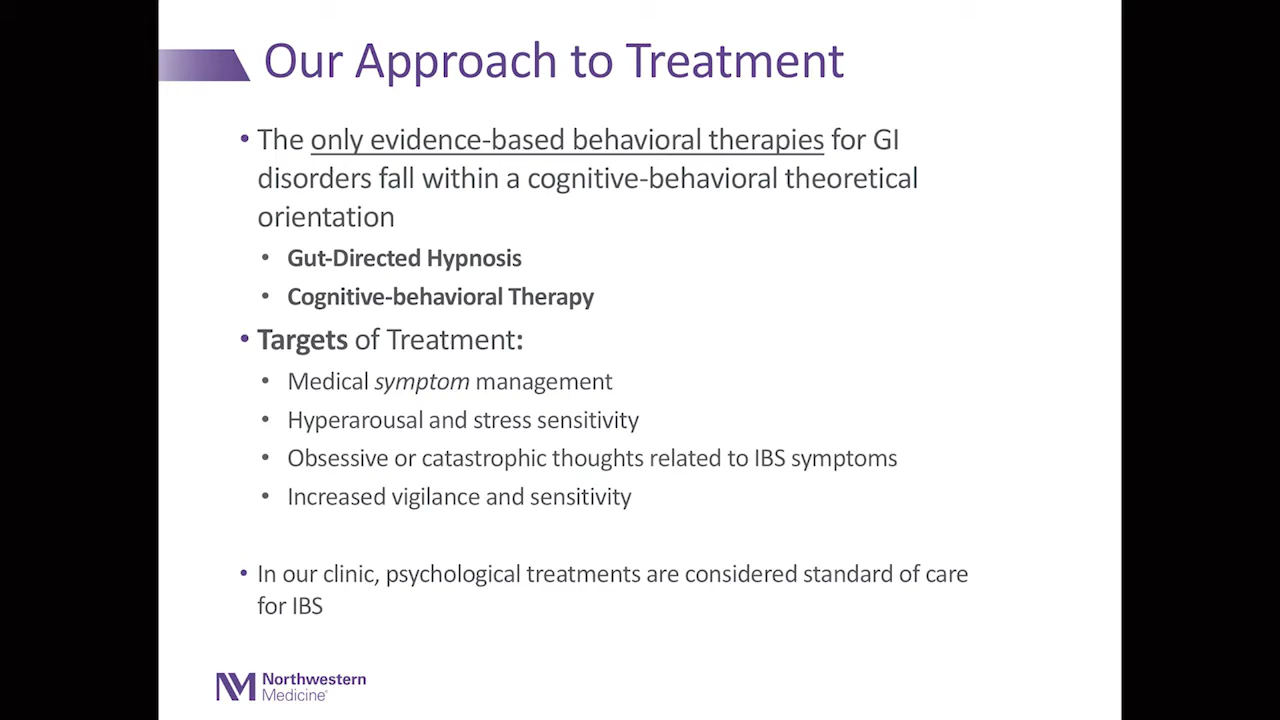 Our Approach to Treatment
• The only evidence-based behavioral therapies for GI
disorders fall within a cognitive-behavioral theoretical
orientation
• Gut-Directed Hypnosis
• Cognitive-behavioral Therapy
• Targets of Treatment:
• Medical symptom management
• Hyperarousal and stress sensitivity
• Obsessive or catastrophic thoughts related to IBS symptoms
• Increased vigilance and sensitivity
• In our clinic, psychological treatments are considered standard of care
for IBS
NM Northwestern
Medicine®